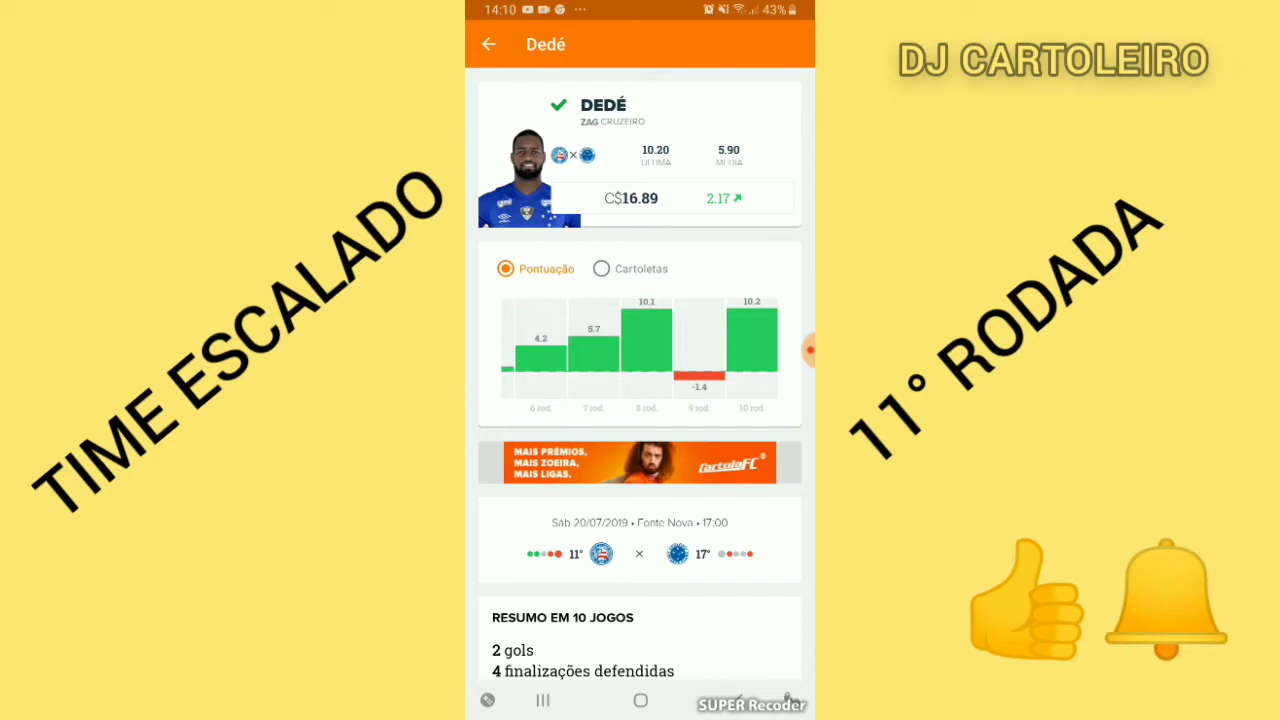 14:10
43%
Dedé
DJ CARTOLEIRO
DEDÉ
ZAG CRUZEIRO
10.20
5.90
ÚLTIMA
MÉDIA
C$16.89
2.17
TIME ESCALADO
11° RODADA
Pontuação
Cartoletas
4.2
5.7
10.1
-1.4
10.2
6 rod.
7 rod.
8 rod.
9 rod.
10 rod.
MAIS PRÊMIOS,
MAIS ZOEIRA,
MAIS LIGAS.
CartolaFC
Sáb 20/07/2019 • Fonte Nova • 17:00
11° × 17°
RESUMO EM 10 JOGOS
2 gols
4 finalizações defendidas
SUPER Recoder